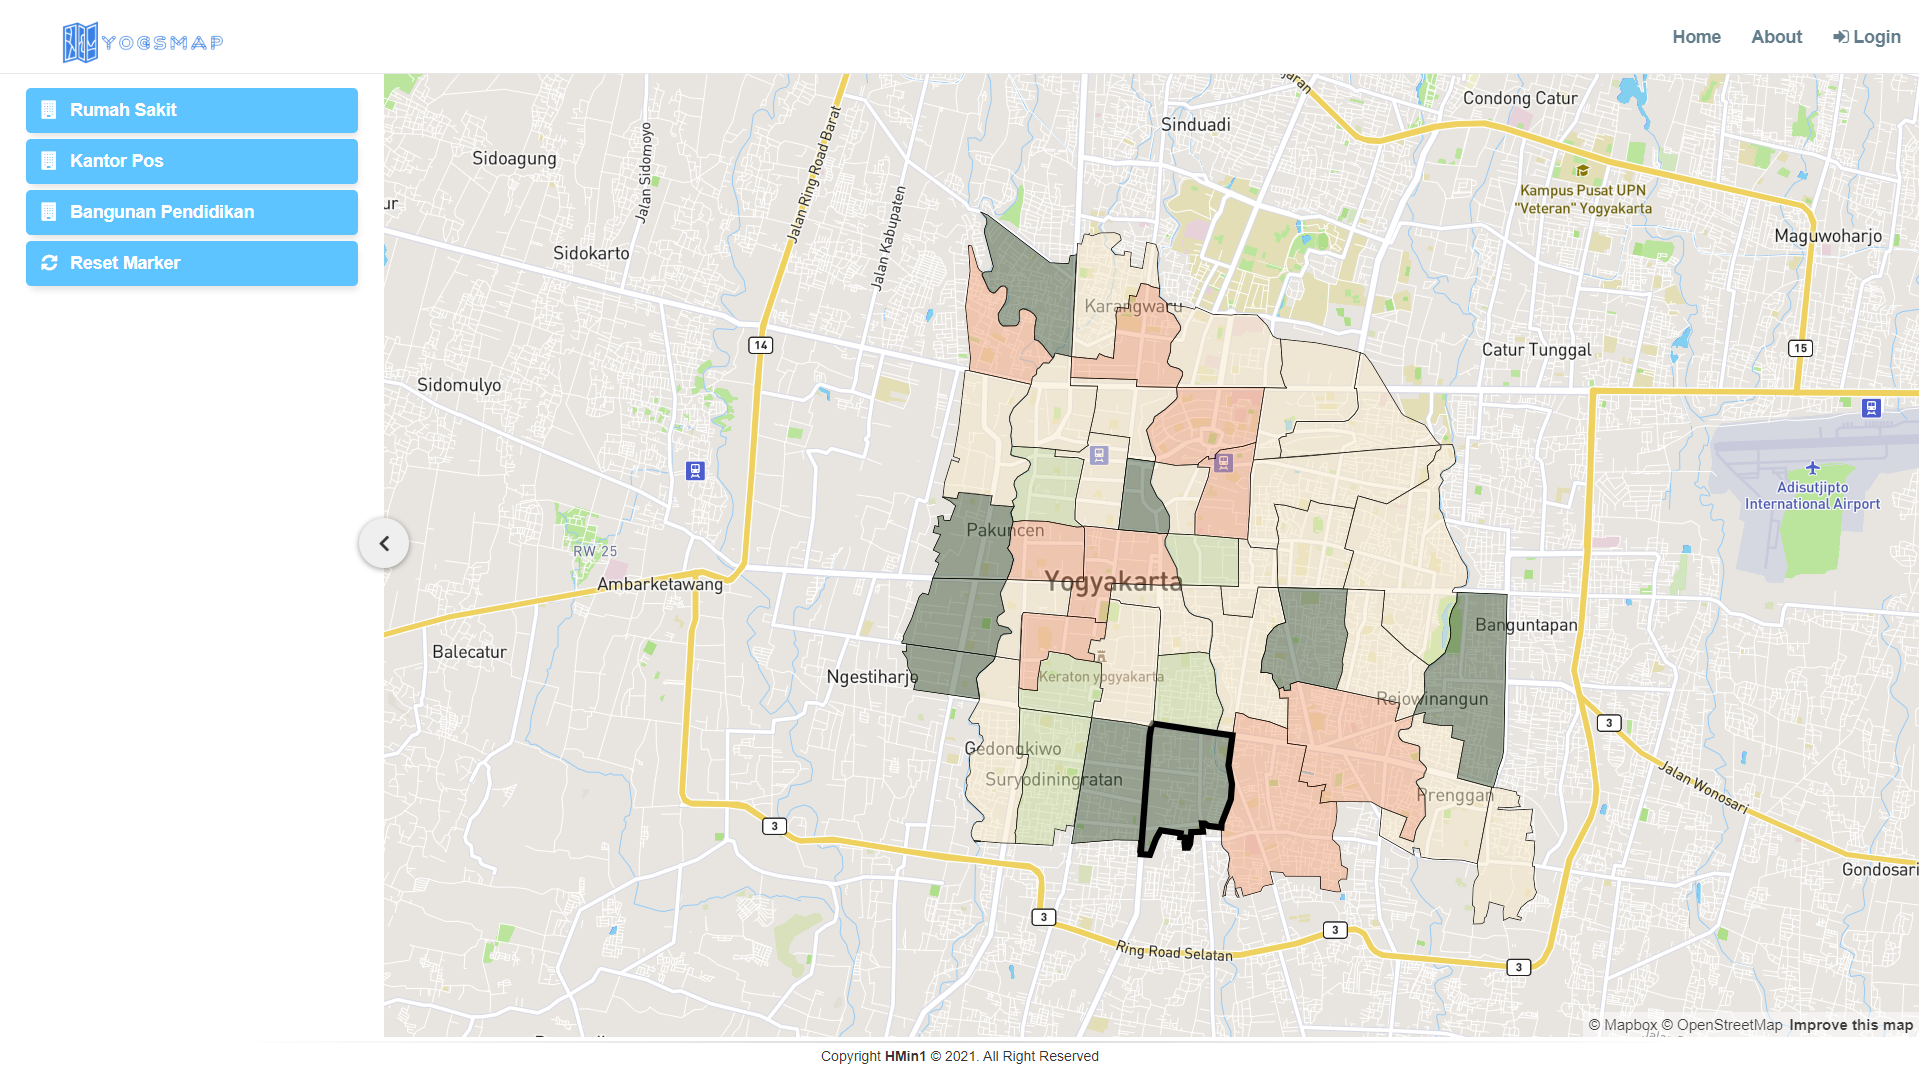 YOGSMAP
Home
About
Login
Rumah Sakit
Kantor Pos
Bangunan Pendidikan
Reset Marker
Condong Catur
Sinduadi
Sidoagung
Jalan Sidomoyo
Jalan Ring Road Barat
Jalan Kabupaten
Kampus Pusat UPN
"Veteran" Yogyakarta
Maguwoharjo
Sidokarto
Karangwaru
14
Catur Tunggal
15
Sidomulyo
Adisutjipto
International Airport
Pakuncen
RW 25
Ambarketawang
Yogyakarta
Banguntapan
Balecatur
Ngestiharjo
Keraton yogyakarta
Rejowinangun
3
Gedongkiwo
Suryodiningratan
Jalan Wonosari
Prenggan
3
Gondosari
3
3
Ring Road Selatan
3
© Mapbox © OpenStreetMap Improve this map
Copyright HMin1 © 2021. All Right Reserved